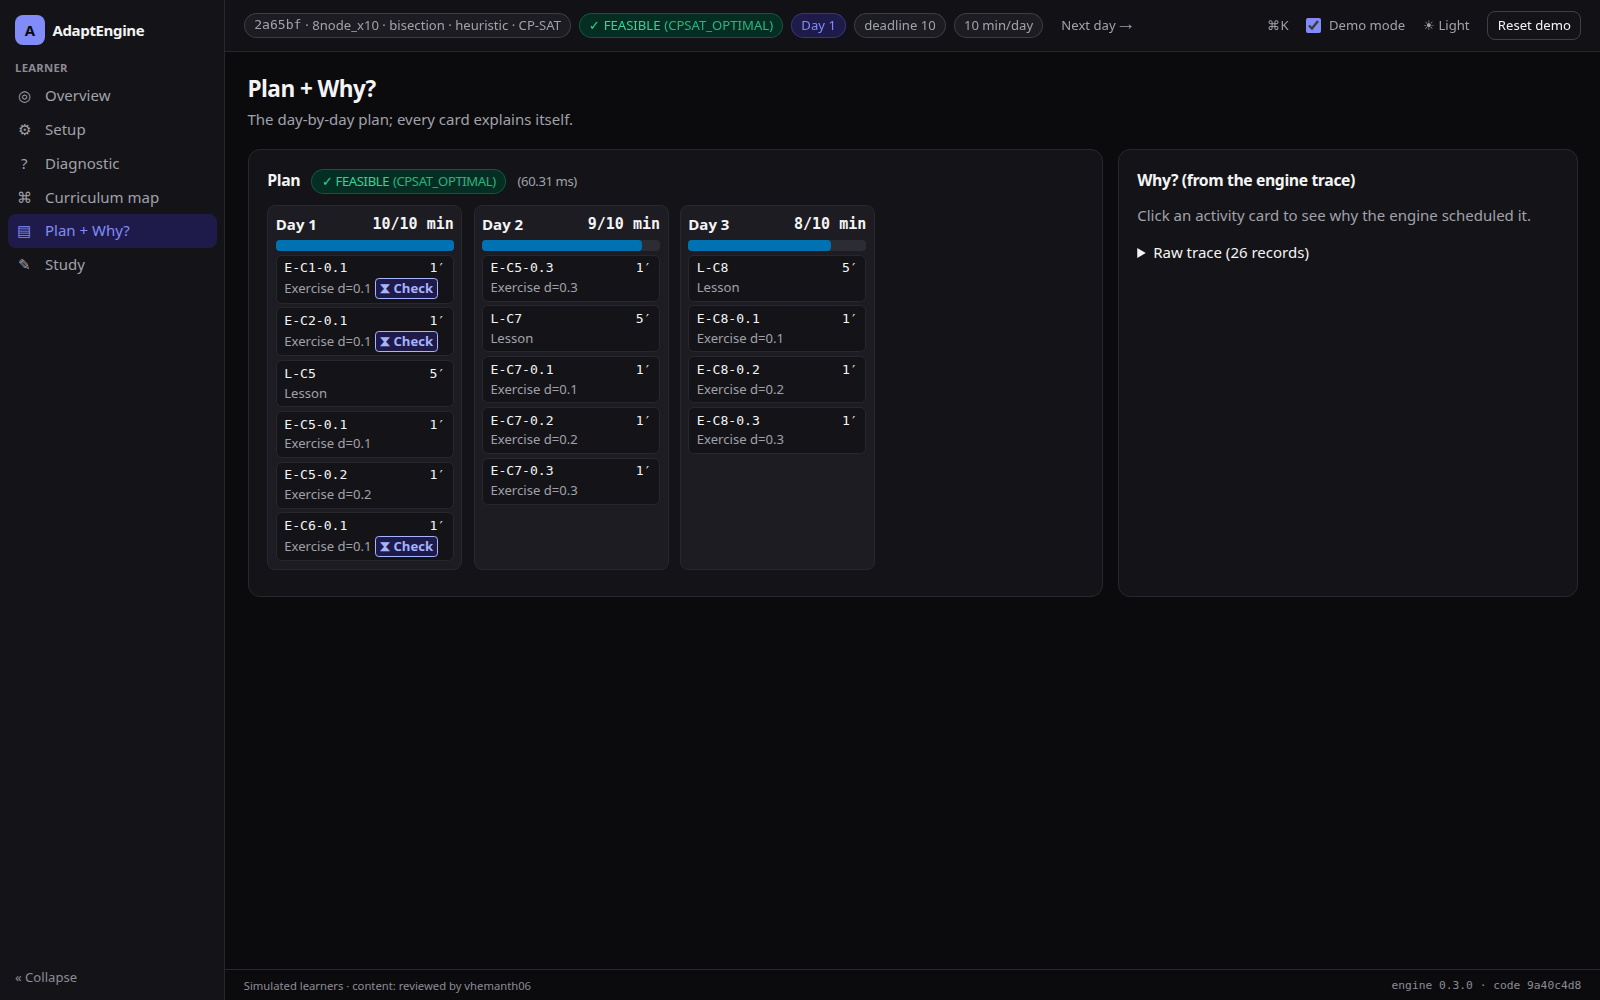 A AdaptEngine
LEARNER
◎ Overview
⚙ Setup
? Diagnostic
⌘ Curriculum map
▤ Plan + Why?
✎ Study
« Collapse
2a65bf · 8node_x10 · bisection · heuristic · CP-SAT ✓ FEASIBLE (CPSAT_OPTIMAL) Day 1 deadline 10 10 min/day Next day → ⌘K Demo mode ☀ Light Reset demo
Plan + Why?
The day-by-day plan; every card explains itself.
Plan ✓ FEASIBLE (CPSAT_OPTIMAL) (60.31 ms)
Day 1 10/10 min
E-C1-0.1 1′
Exercise d=0.1 ⧗ Check
E-C2-0.1 1′
Exercise d=0.1 ⧗ Check
L-C5 5′
Lesson
E-C5-0.1 1′
Exercise d=0.1
E-C5-0.2 1′
Exercise d=0.2
E-C6-0.1 1′
Exercise d=0.1 ⧗ Check
Day 2 9/10 min
E-C5-0.3 1′
Exercise d=0.3
L-C7 5′
Lesson
E-C7-0.1 1′
Exercise d=0.1
E-C7-0.2 1′
Exercise d=0.2
E-C7-0.3 1′
Exercise d=0.3
Day 3 8/10 min
L-C8 5′
Lesson
E-C8-0.1 1′
Exercise d=0.1
E-C8-0.2 1′
Exercise d=0.2
E-C8-0.3 1′
Exercise d=0.3
Why? (from the engine trace)
Click an activity card to see why the engine scheduled it.
▶ Raw trace (26 records)
Simulated learners · content: reviewed by vhemanth06
engine 0.3.0 · code 9a40c4d8